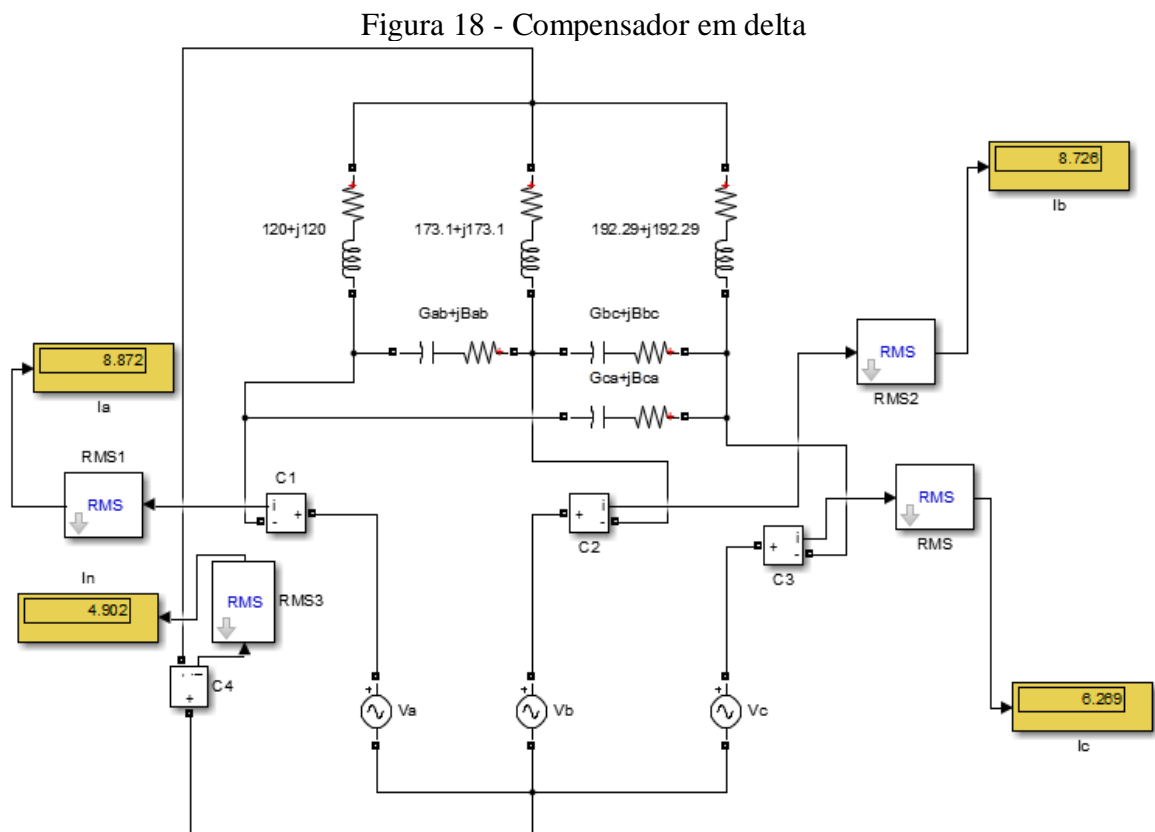 Figura 18 - Compensador em delta
8.726
Ib
120+j120
173.1+j173.1
192.29+j192.29
Gab+jBab
Gbc+jBbc
Gca+jBca
RMS
RMS2
8.872
Ia
RMS1
RMS
C1
i
-
+
i
+
-
C2
i
+
-
C3
RMS
RMS
In
4.902
RMS
RMS3
+
C4
+
Va
+
Vb
+
Vc
6.269
Ic